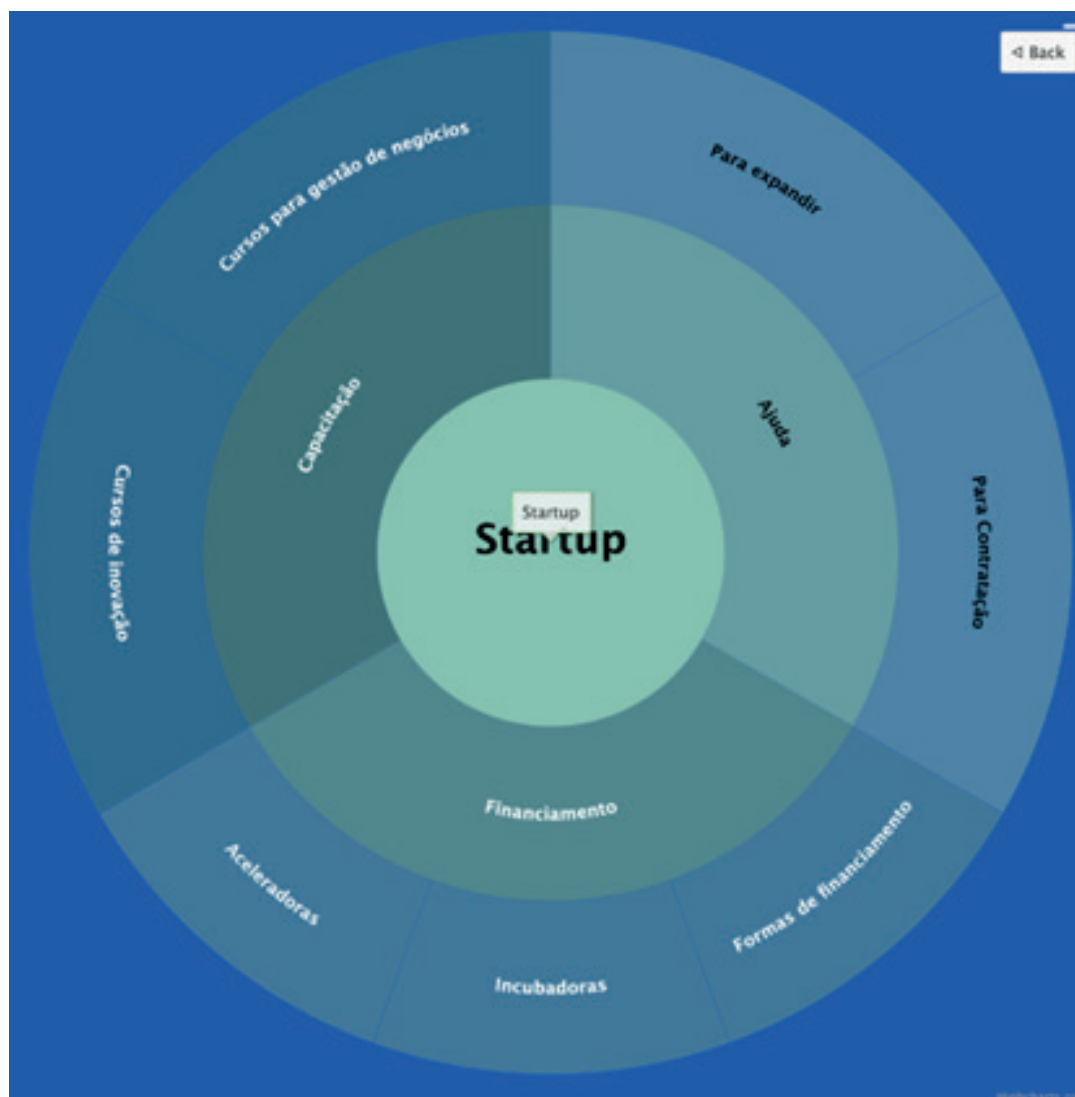 ◁ Back
Cursos para gestão de negócios
Para expandir
Capacitação
Ajuda
Cursos de inovação
Startup
Startup
Para Contratação
Financiamento
Aceleradoras
Formas de financiamento
Incubadoras